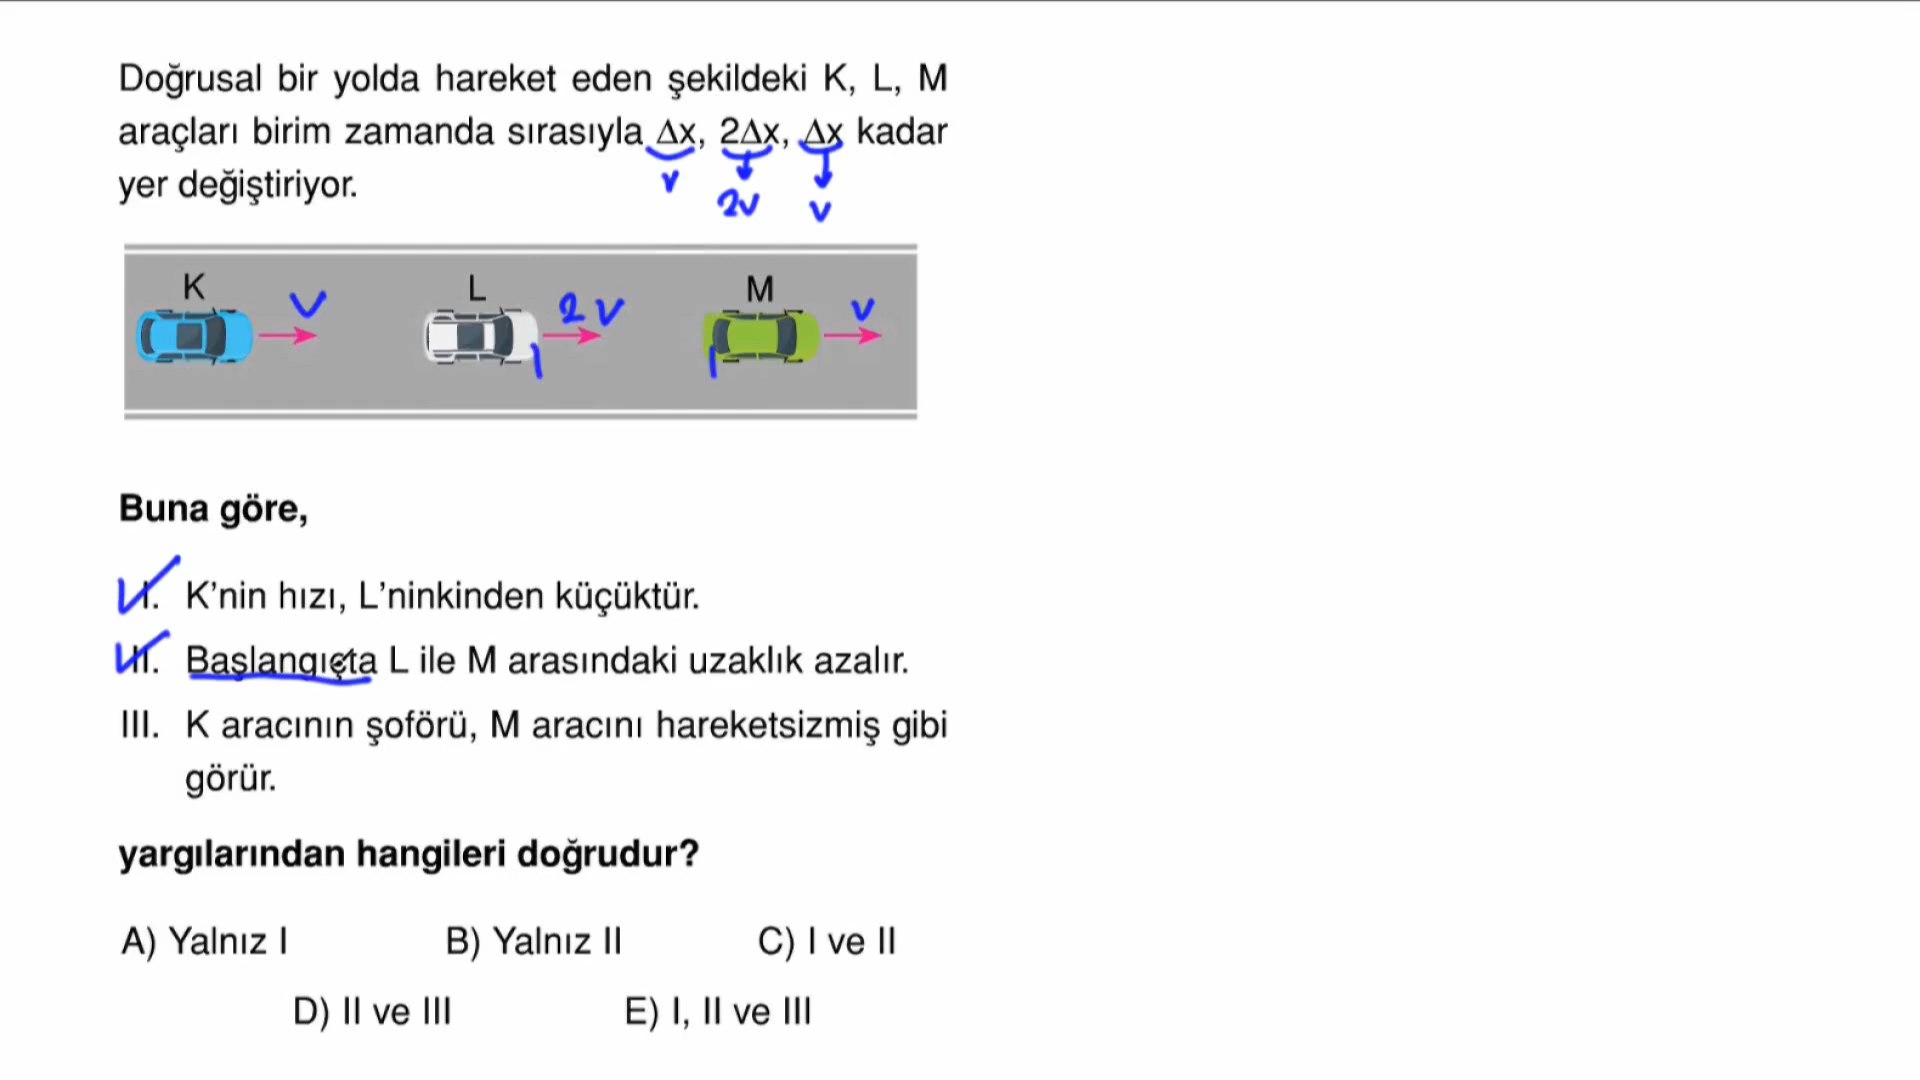 Doğrusal bir yolda hareket eden şekildeki K, L, M
araçları birim zamanda sırasıyla Δx, 2Δx, Δx kadar
yer değiştiriyor.
v 2v v
K L M
V 2V v
Buna göre,
I. K’nin hızı, L’ninkinden küçüktür.
II. Başlangıçta L ile M arasındaki uzaklık azalır.
III. K aracının şoförü, M aracını hareketsizmiş gibi
görür.
yargılarından hangileri doğrudur?
A) Yalnız I B) Yalnız II C) I ve II
D) II ve III E) I, II ve III